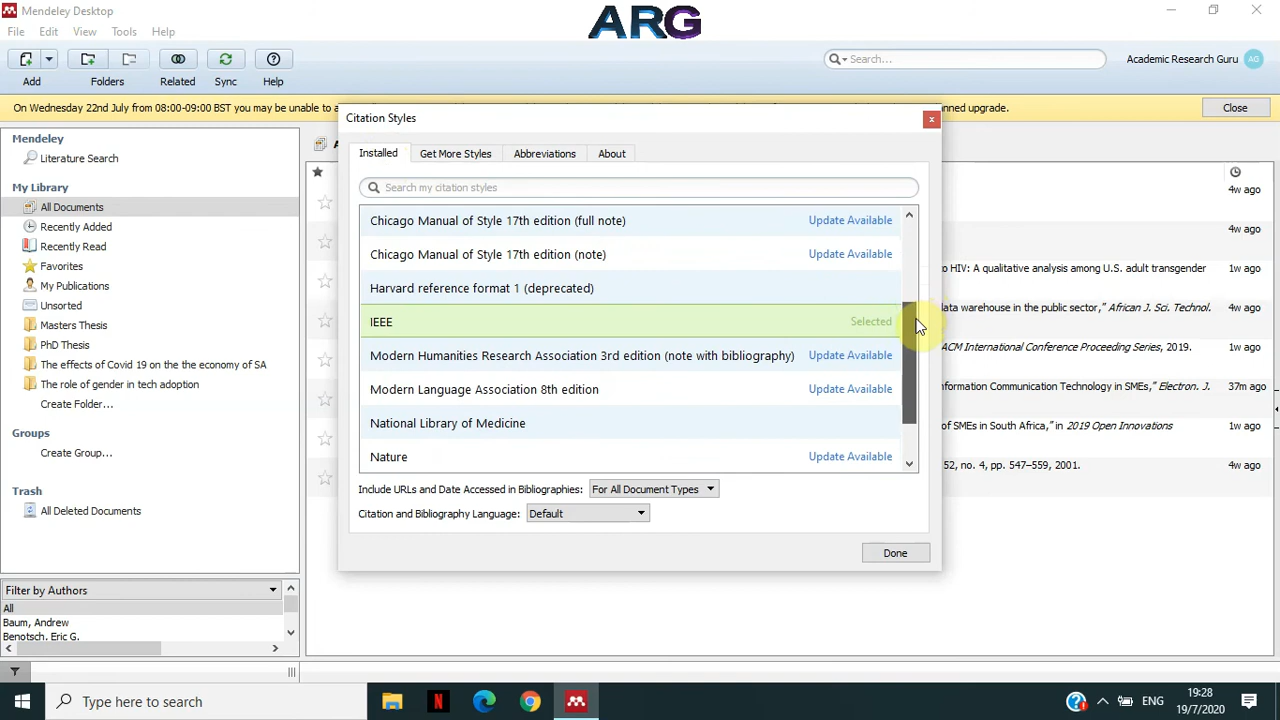 Mendeley Desktop
ARG
File Edit View Tools Help
Search...
Academic Research Guru AG
Add Folders Related Sync Help
On Wednesday 22nd July from 08:00-09:00 BST you may be unable to
nned upgrade.
Close
Mendeley
Literature Search
My Library
All Documents
Recently Added
Recently Read
Favorites
My Publications
Unsorted
Masters Thesis
PhD Thesis
The effects of Covid 19 on the the economy of SA
The role of gender in tech adoption
Create Folder...
Groups
Create Group...
Trash
All Deleted Documents
Filter by Authors
All
Baum, Andrew
Benotsch, Eric G.
Citation Styles
x
Installed Get More Styles Abbreviations About
Search my citation styles
Chicago Manual of Style 17th edition (full note) Update Available
Chicago Manual of Style 17th edition (note) Update Available
Harvard reference format 1 (deprecated)
IEEE Selected
Modern Humanities Research Association 3rd edition (note with bibliography) Update Available
Modern Language Association 8th edition Update Available
National Library of Medicine
Nature Update Available
Include URLs and Date Accessed in Bibliographies: For All Document Types
Citation and Bibliography Language: Default
Done
4w ago
4w ago
o HIV: A qualitative analysis among U.S. adult transgender 1w ago
ata warehouse in the public sector,” African J. Sci. Technol. 4w ago
ACM International Conference Proceeding Series, 2019. 1w ago
nformation Communication Technology in SMEs,” Electron. J. 37m ago
of SMEs in South Africa,” in 2019 Open Innovations 1w ago
52, no. 4, pp. 547–559, 2001. 4w ago
Type here to search
ENG
19:28
19/7/2020